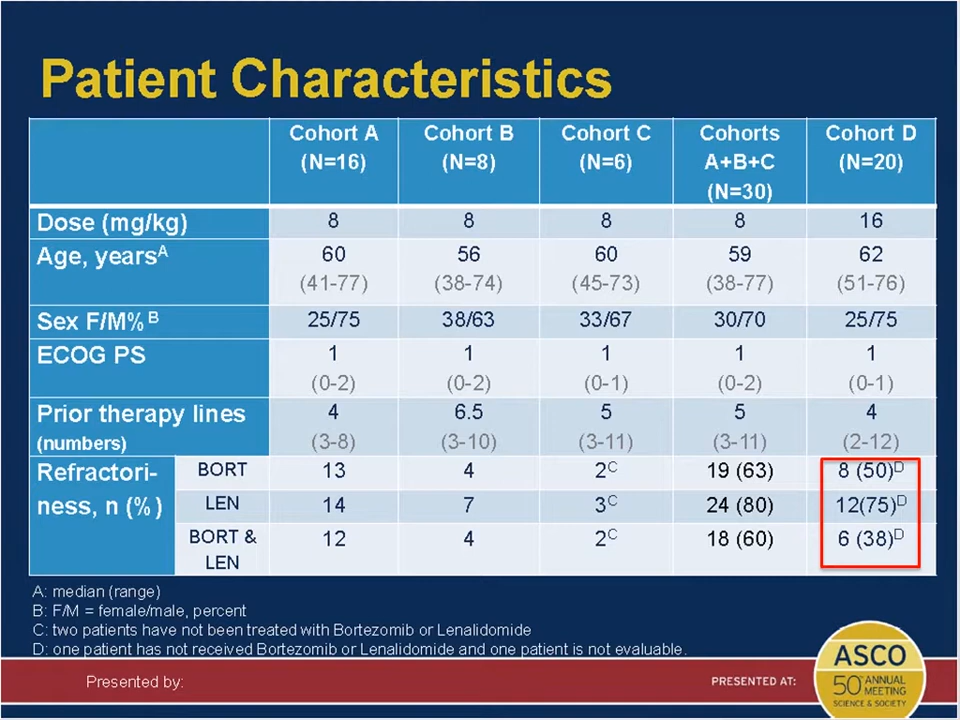 Patient Characteristics
Cohort A (N=16) Cohort B (N=8) Cohort C (N=6) Cohorts A+B+C (N=30) Cohort D (N=20)
Dose (mg/kg) 8 8 8 8 16
Age, yearsA 60 56 60 59 62
(41-77) (38-74) (45-73) (38-77) (51-76)
Sex F/M% B 25/75 38/63 33/67 30/70 25/75
ECOG PS 1 1 1 1 1
(0-2) (0-2) (0-1) (0-2) (0-1)
Prior therapy lines 4 6.5 5 5 4
(numbers) (3-8) (3-10) (3-11) (3-11) (2-12)
Refractori- BORT 13 4 2C 19 (63) 8 (50)D
ness, n (%) LEN 14 7 3C 24 (80) 12(75)D
BORT & LEN 12 4 2C 18 (60) 6 (38)D
A: median (range)
B: F/M = female/male, percent
C: two patients have not been treated with Bortezomib or Lenalidomide
D: one patient has not received Bortezomib or Lenalidomide and one patient is not evaluable.
Presented by:
PRESENTED AT:
ASCO
50TH ANNUAL
MEETING
SCIENCE & SOCIETY